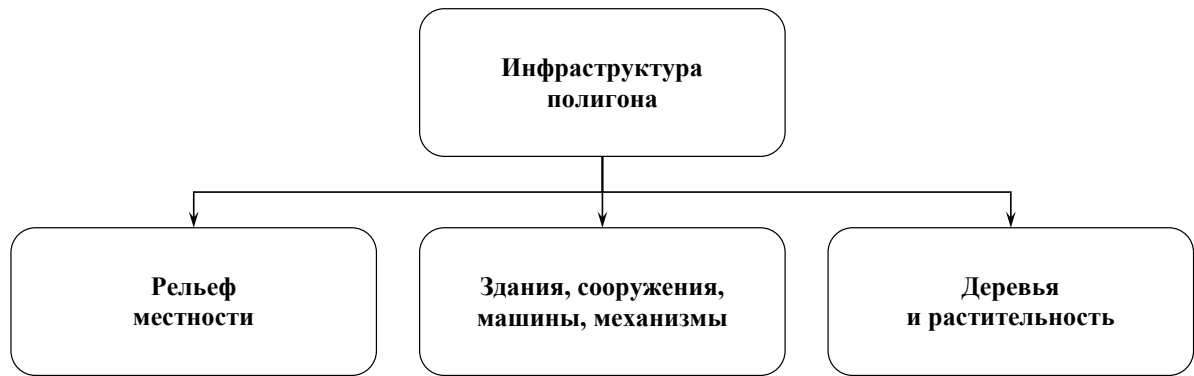 Инфраструктура
полигона
Рельеф
местности
Здания, сооружения,
машины, механизмы
Деревья
и растительность